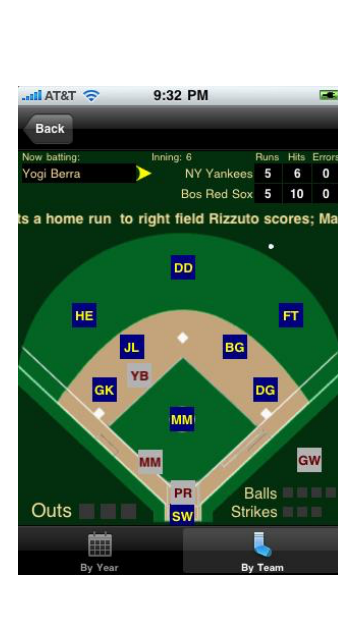 AT&T 9:32 PM
Back
Now batting: Inning: 6 Runs Hits Errors
Yogi Berra NY Yankees 5 6 0
Bos Red Sox 5 10 0
ts a home run to right field Rizzuto scores; Ma
DD
HE FT
JL BG
YB
GK DG
MM
MM GW
PR
SW
Balls
Outs Strikes
By Year By Team